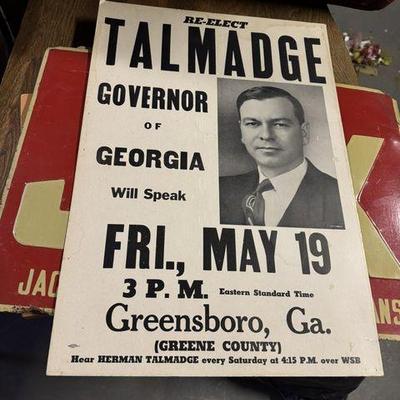 RE-ELECT
TALMADGE
GOVERNOR
OF
GEORGIA
Will Speak
FRI., MAY 19
3 P. M. Eastern Standard Time
Greensboro, Ga.
(GREENE COUNTY)
Hear HERMAN TALMADGE every Saturday at 4:15 P.M. over WSB